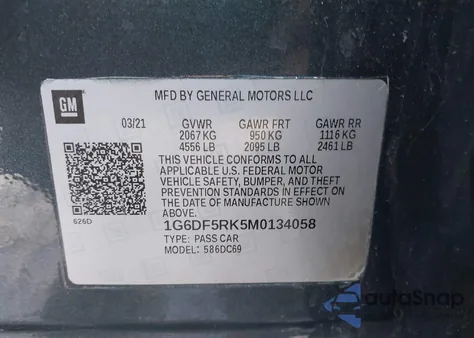 GM
MFD BY GENERAL MOTORS LLC
03/21 GVWR GAWR FRT GAWR RR
2067 KG 950 KG 1116 KG
4556 LB 2095 LB 2461 LB
THIS VEHICLE CONFORMS TO ALL
APPLICABLE U.S. FEDERAL MOTOR
VEHICLE SAFETY, BUMPER, AND THEFT
PREVENTION STANDARDS IN EFFECT ON
THE DATE OF MANUFACTURE SHOWN
ABOVE.
626D
1G6DF5RK5M0134058
TYPE: PASS CAR
MODEL: 586DC69
autoSnap